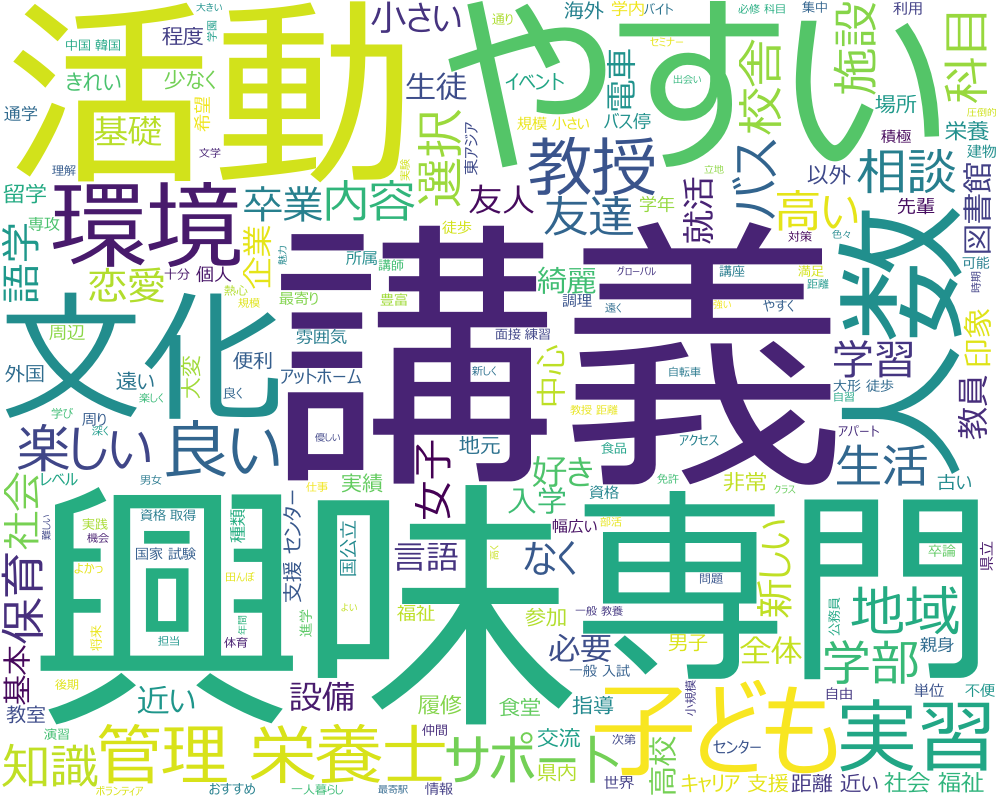 大きい
学園
中国 韓国
程度
小さい
海外
学内
バイト
必修 科目
集中
利用
活動
やすい
通り
セミナー
きれい
少なく
生徒
イベント
電車
出会い
校舎
施設
科目
場所
圧倒的
通学
希望
基礎
選択
規模 小さい
バス停
積極
栄養
文学
東アジア
教授
バス
建物
理解
実験
立地
以外
相談
留学
環境
卒業
内容
友人
友達
学年
就活
高い
先輩
図書館
専攻
語学
企業
徒歩
対策
色々
人数
恋愛
十分
個人
魅力
所属
講師
綺麗
グローバル
講座
満足
可能
時期
熱心
規模
最寄り
豊富
調理
遠く
強い
やすく
距離
文化
講義
周辺
雰囲気
面接 練習
印象
外国
遠い
大変
便利
アットホーム
中心
新しく
自転車
学習
楽しく
良く
教授 距離
大形 徒歩
自習
教員
学び
周り
深く
楽しい
良い
優しい
地元
食品
アクセス
アパート
生活
レベル
男女
女子
好き
非常
古い
社会
センター
仕事
実績
入学
資格
免許
クラス
難しい
実践
機会
資格 取得
種類
支援
国公立
幅広い
部活
国家 試験
言語
なく
卒論
県立
保育
よかっ
田んぼ
興味
専門
問題
新しい
基本
将来
担当
年間
体育
進学
よい
福祉
参加
一般 教養
公務員
地域
必要
男子
全体
学部
親身
後期
近い
設備
一般 入試
教室
履修
食堂
指導
小規模
子ども
自由
単位
不便
演習
仲間
実習
知識
管理 栄養士
サポート
交流
次第
センター
県内
高校
世界
キャリア 支援
距離 近い
社会 福祉
ボランティア
おすすめ
一人暮らし
最寄駅
情報